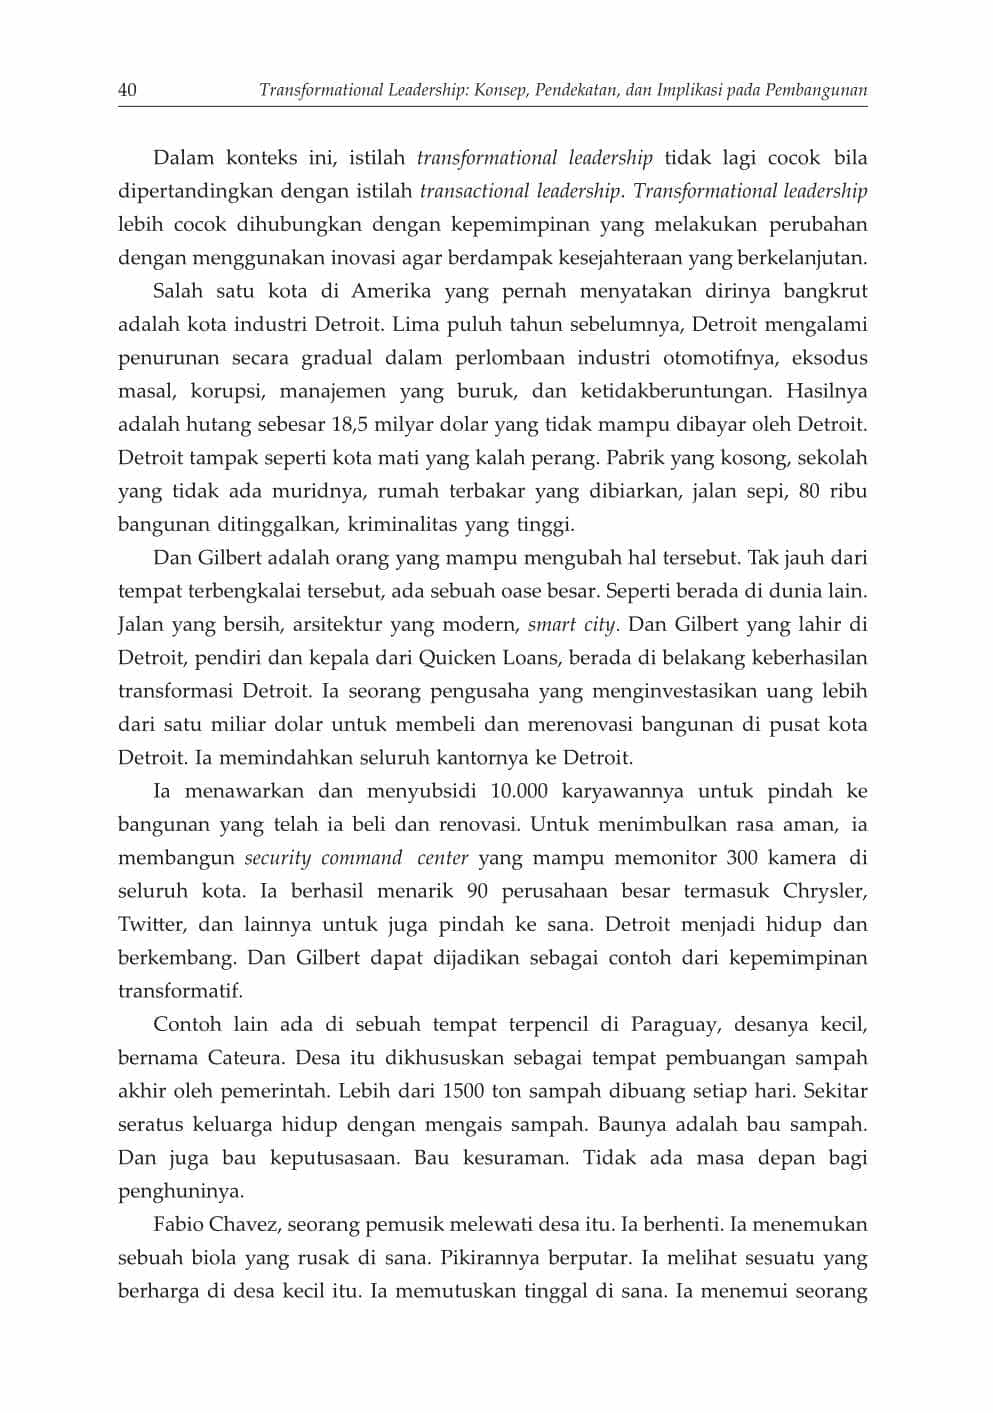 40 Transformational Leadership: Konsep, Pendekatan, dan Implikasi pada Pembangunan
Dalam konteks ini, istilah transformational leadership tidak lagi cocok bila
dipertandingkan dengan istilah transactional leadership. Transformational leadership
lebih cocok dihubungkan dengan kepemimpinan yang melakukan perubahan
dengan menggunakan inovasi agar berdampak kesejahteraan yang berkelanjutan.
Salah satu kota di Amerika yang pernah menyatakan dirinya bangkrut
adalah kota industri Detroit. Lima puluh tahun sebelumnya, Detroit mengalami
penurunan secara gradual dalam perlombaan industri otomotifnya, eksodus
masal, korupsi, manajemen yang buruk, dan ketidakberuntungan. Hasilnya
adalah hutang sebesar 18,5 milyar dolar yang tidak mampu dibayar oleh Detroit.
Detroit tampak seperti kota mati yang kalah perang. Pabrik yang kosong, sekolah
yang tidak ada muridnya, rumah terbakar yang dibiarkan, jalan sepi, 80 ribu
bangunan ditinggalkan, kriminalitas yang tinggi.
Dan Gilbert adalah orang yang mampu mengubah hal tersebut. Tak jauh dari
tempat terbengkalai tersebut, ada sebuah oase besar. Seperti berada di dunia lain.
Jalan yang bersih, arsitektur yang modern, smart city. Dan Gilbert yang lahir di
Detroit, pendiri dan kepala dari Quicken Loans, berada di belakang keberhasilan
transformasi Detroit. Ia seorang pengusaha yang menginvestasikan uang lebih
dari satu miliar dolar untuk membeli dan merenovasi bangunan di pusat kota
Detroit. Ia memindahkan seluruh kantornya ke Detroit.
Ia menawarkan dan menyubsidi 10.000 karyawannya untuk pindah ke
bangunan yang telah ia beli dan renovasi. Untuk menimbulkan rasa aman, ia
membangun security command center yang mampu memonitor 300 kamera di
seluruh kota. Ia berhasil menarik 90 perusahaan besar termasuk Chrysler,
Twitter, dan lainnya untuk juga pindah ke sana. Detroit menjadi hidup dan
berkembang. Dan Gilbert dapat dijadikan sebagai contoh dari kepemimpinan
transformatif.
Contoh lain ada di sebuah tempat terpencil di Paraguay, desanya kecil,
bernama Cateura. Desa itu dikhususkan sebagai tempat pembuangan sampah
akhir oleh pemerintah. Lebih dari 1500 ton sampah dibuang setiap hari. Sekitar
seratus keluarga hidup dengan mengais sampah. Baunya adalah bau sampah.
Dan juga bau keputusasaan. Bau kesuraman. Tidak ada masa depan bagi
penghuninya.
Fabio Chavez, seorang pemusik melewati desa itu. Ia berhenti. Ia menemukan
sebuah biola yang rusak di sana. Pikirannya berputar. Ia melihat sesuatu yang
berharga di desa kecil itu. Ia memutuskan tinggal di sana. Ia menemui seorang